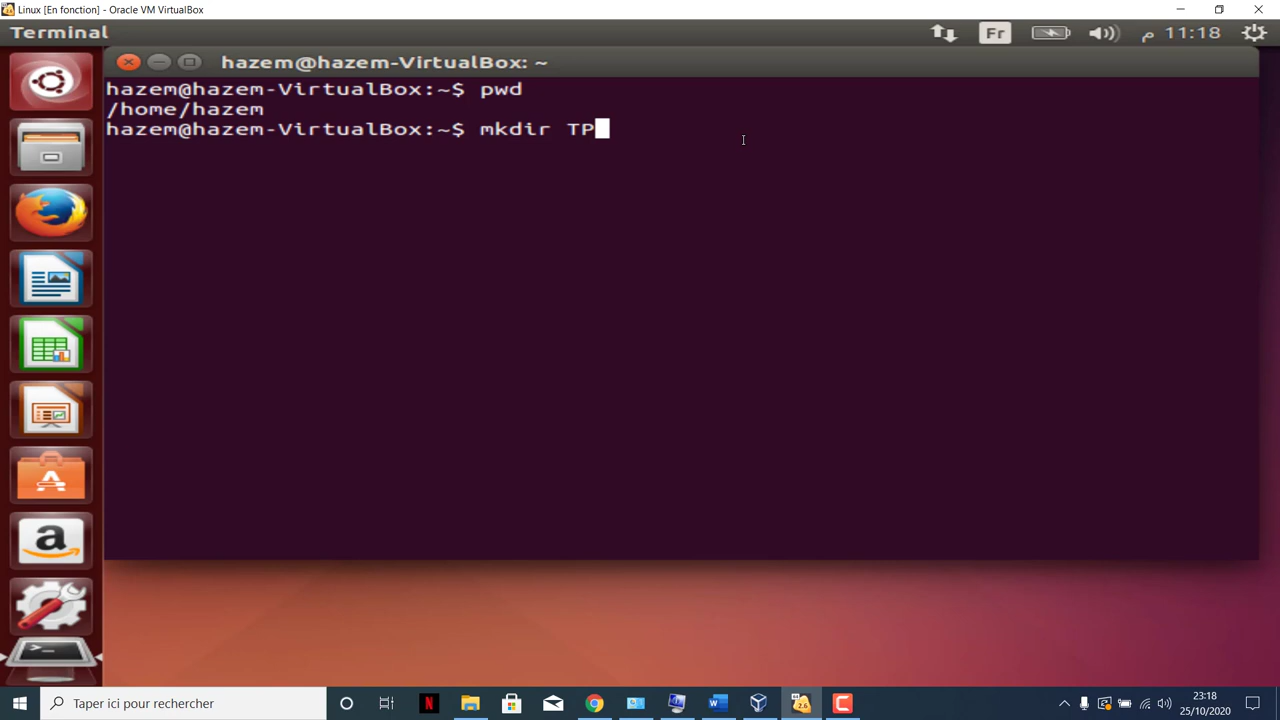 Linux [En fonction] - Oracle VM VirtualBox
Terminal
Fr
م 11:18
hazem@hazem-VirtualBox: ~
hazem@hazem-VirtualBox:~$ pwd
/home/hazem
hazem@hazem-VirtualBox:~$ mkdir TP
Taper ici pour rechercher
23:18
25/10/2020